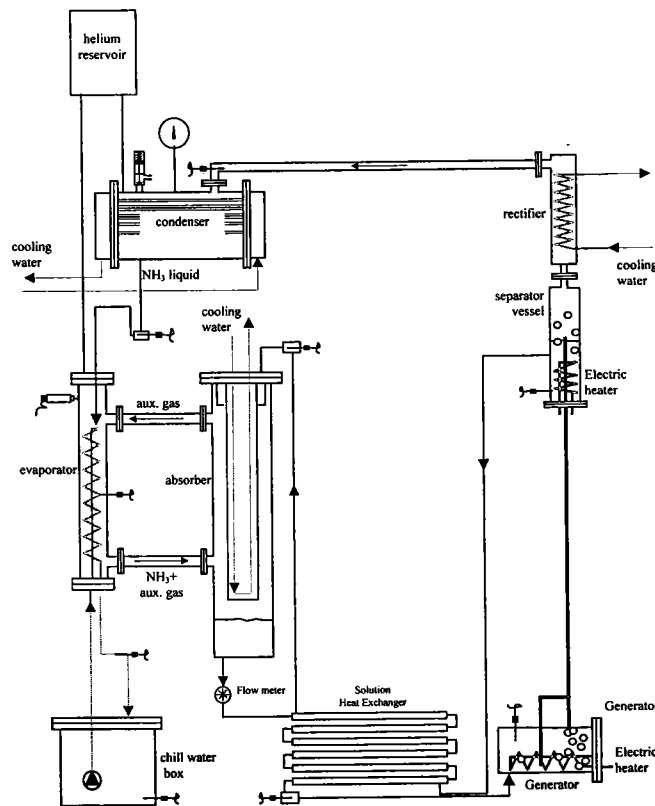 helium
reservoir
condenser
rectifier
cooling
water
NH₃ liquid
cooling
water
cooling
water
separator
vessel
Electric
heater
aux. gas
evaporator
absorber
NH₃+
aux. gas
Flow meter
Solution
Heat Exchanger
chill water
box
Generator
Electric
heater
Generator